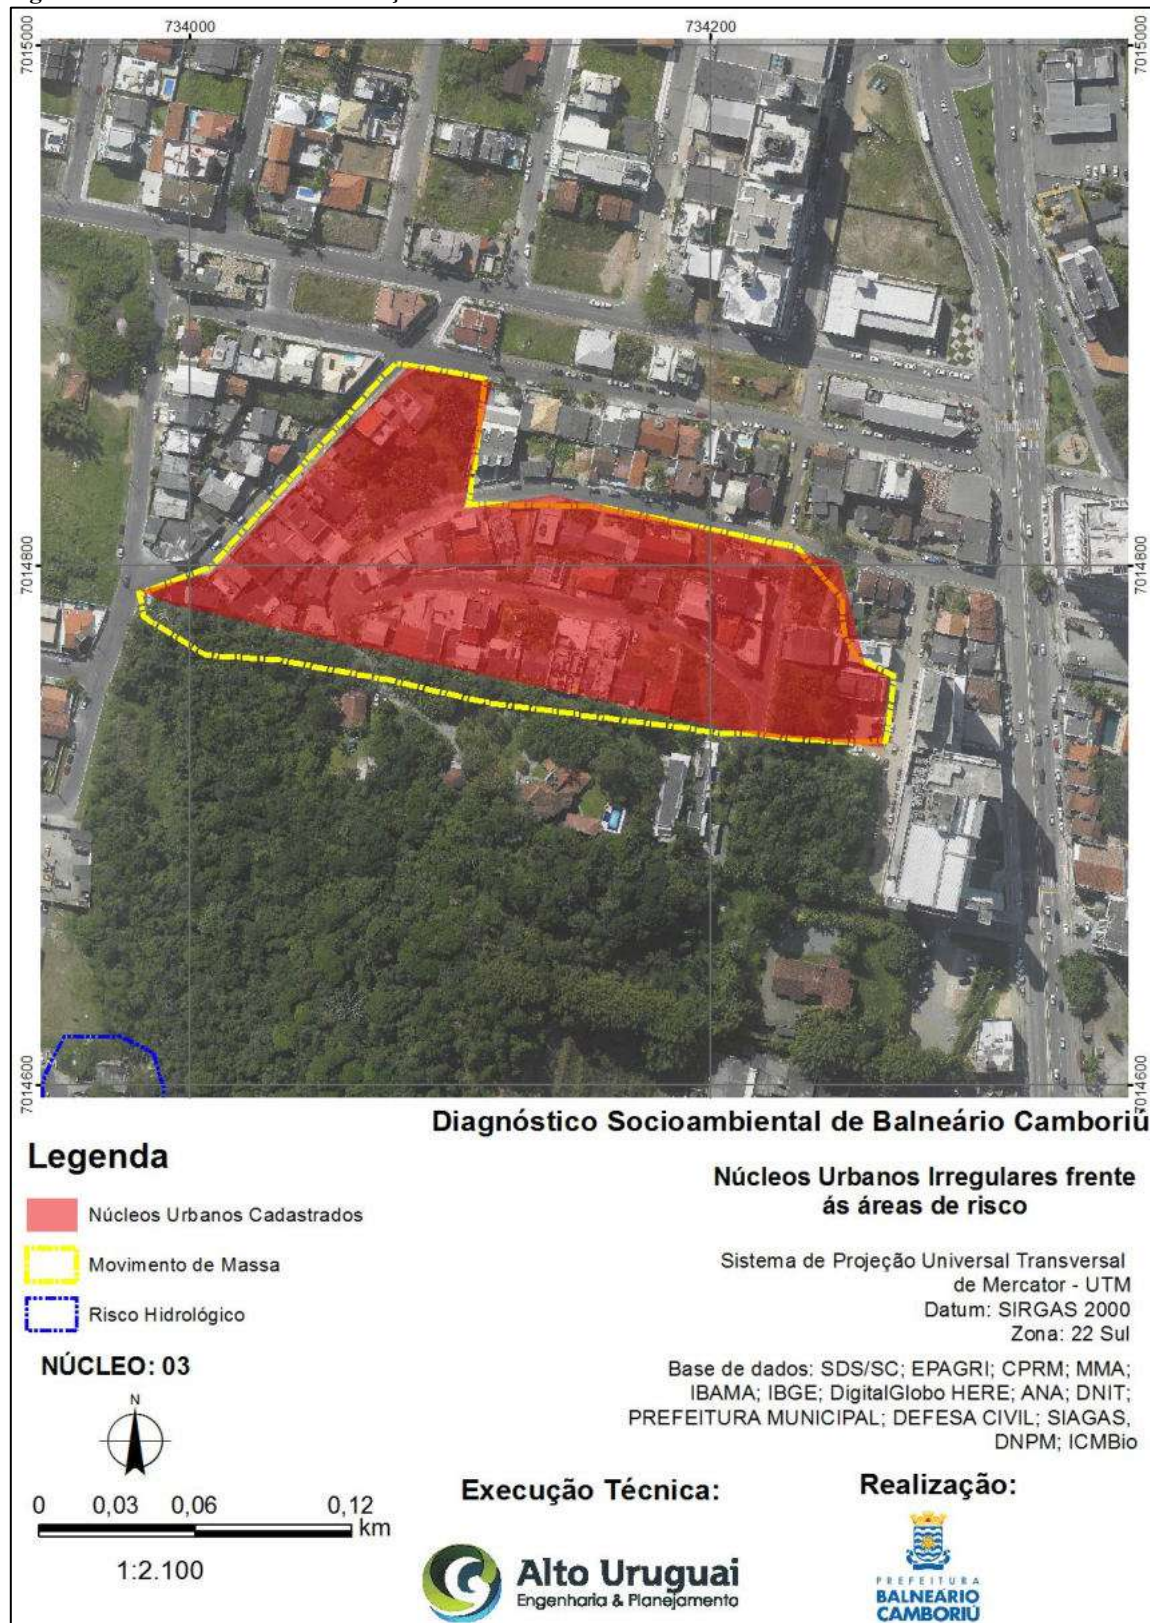 734000 734200
7015000 7015000
7014800 7014800
7014600 7014600
Diagnóstico Socioambiental de Balneário Camboriú
Legenda
Núcleos Urbanos Cadastrados
Movimento de Massa
Risco Hidrológico
NÚCLEO: 03
N
0 0,03 0,06 0,12
km
1:2.100
Núcleos Urbanos Irregulares frente
ás áreas de risco
Sistema de Projeção Universal Transversal
de Mercator - UTM
Datum: SIRGAS 2000
Zona: 22 Sul
Base de dados: SDS/SC; EPAGRI; CPRM; MMA;
IBAMA; IBGE; DigitalGlobo HERE; ANA; DNIT;
PREFEITURA MUNICIPAL; DEFESA CIVIL; SIAGAS,
DNPM; ICMBio
Execução Técnica:
Alto Uruguai
Engenharia & Planejamento
Realização:
PREFEITURA
BALNEÁRIO
CAMBORIÚ